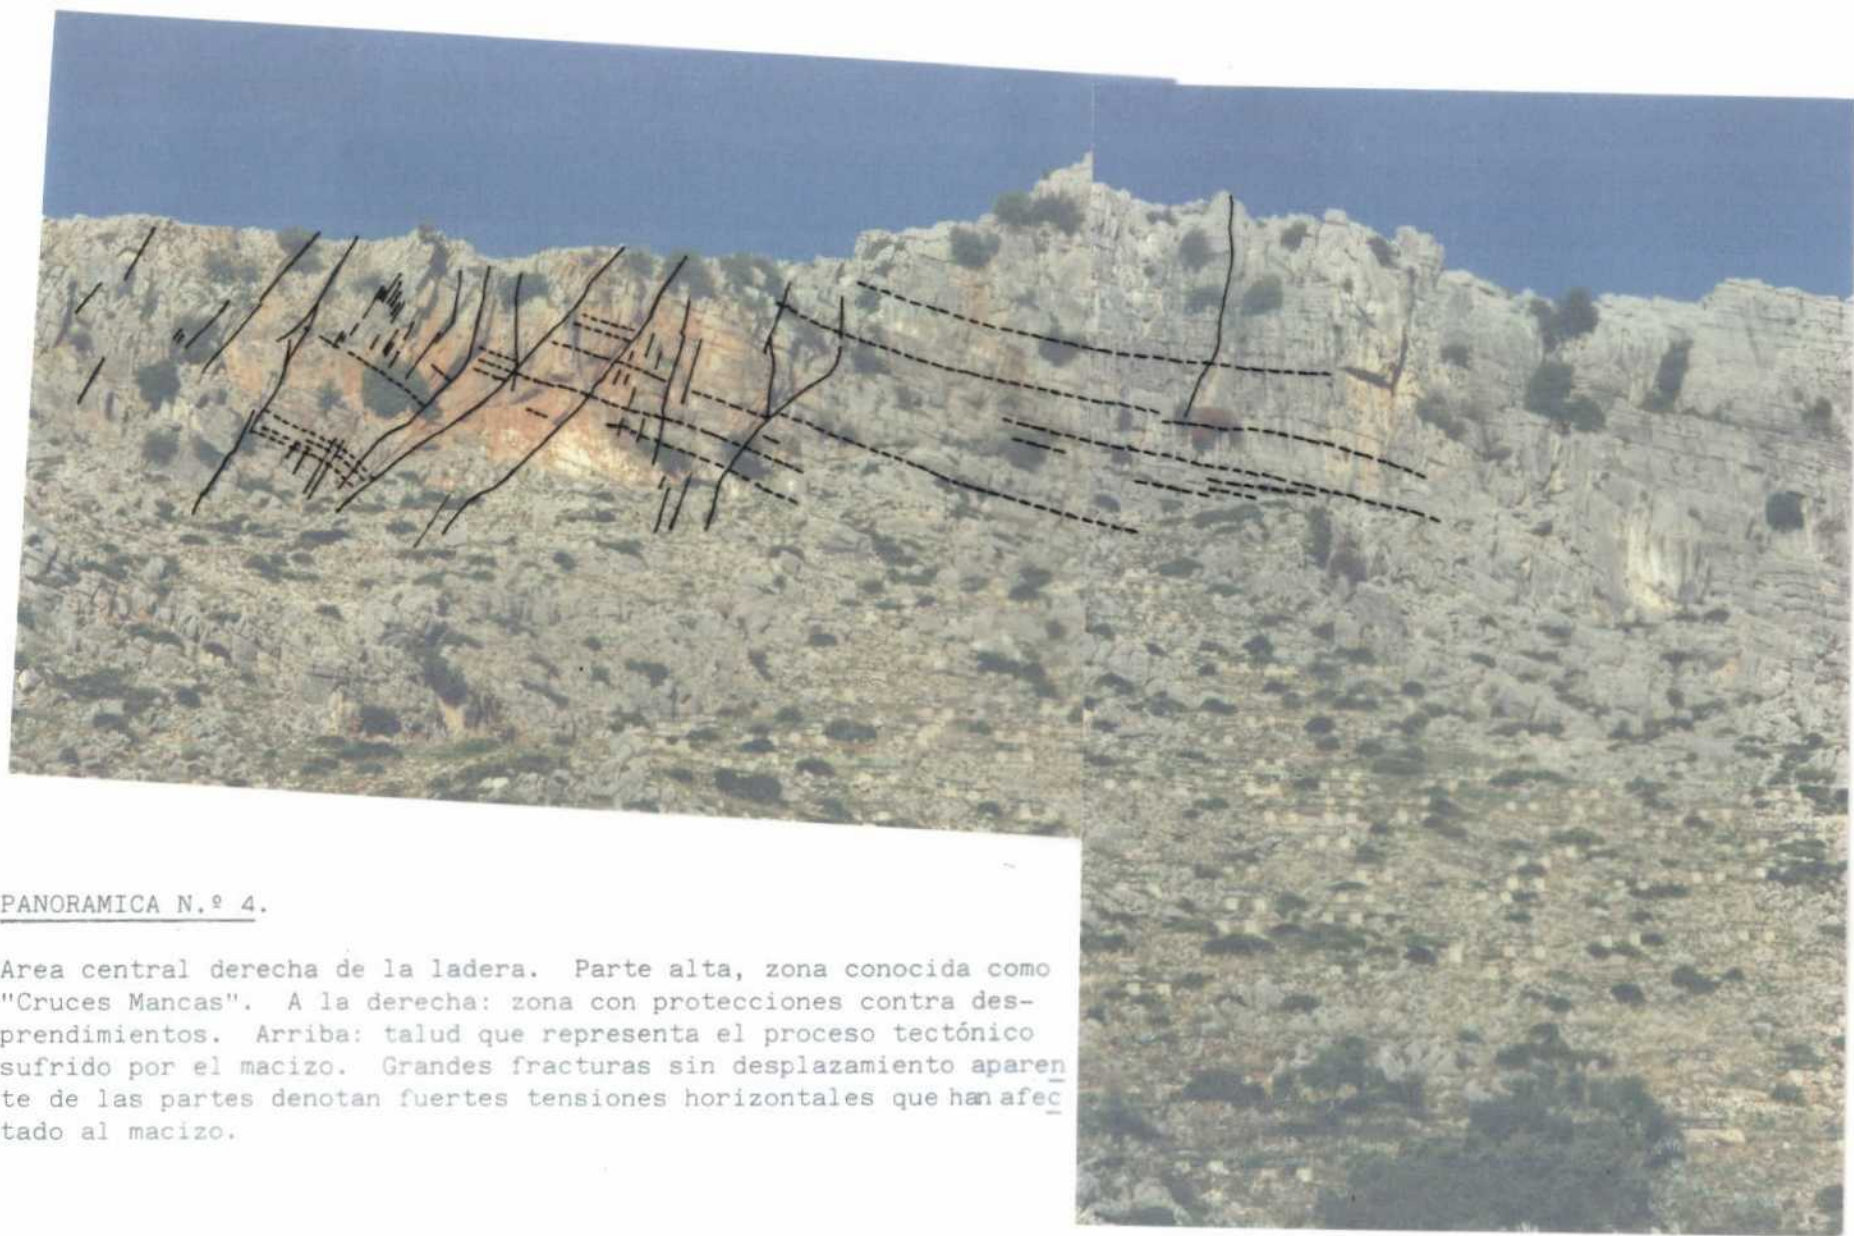 PANORAMICA N.º 4.
Area central derecha de la ladera. Parte alta, zona conocida como
"Cruces Mancas". A la derecha: zona con protecciones contra des-
prendimientos. Arriba: talud que representa el proceso tectónico
sufrido por el macizo. Grandes fracturas sin desplazamiento aparen
te de las partes denotan fuertes tensiones horizontales que han afec
tado al macizo.